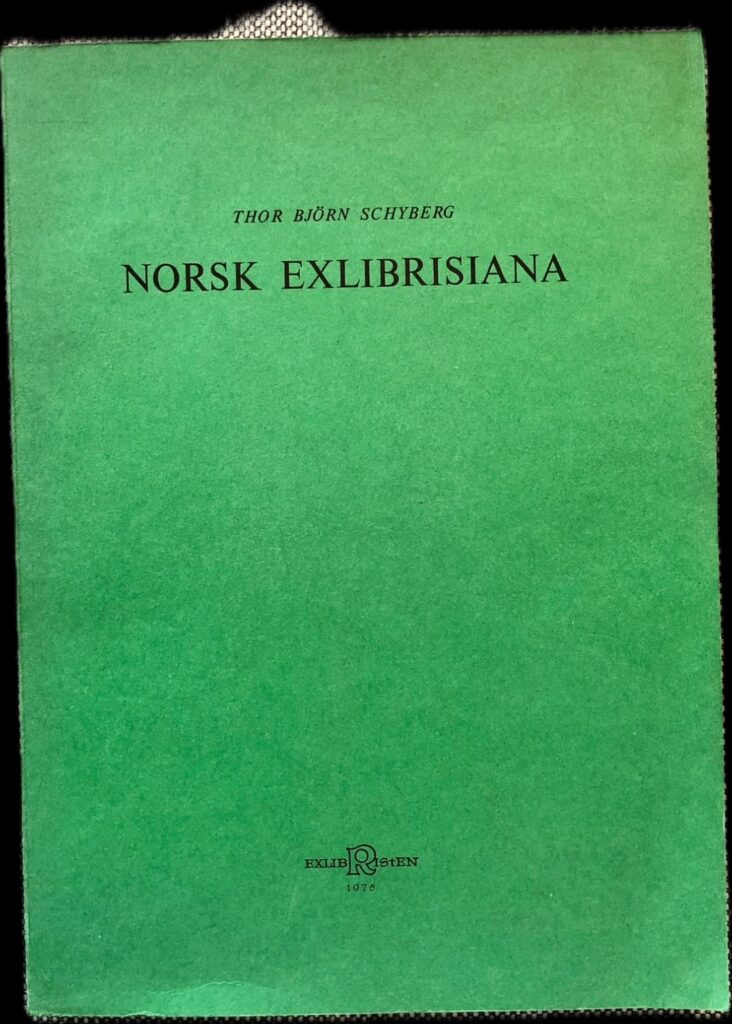 THOR BJÖRN SCHYBERG
NORSK EXLIBRISIANA
EXLIBRIStEN
1975